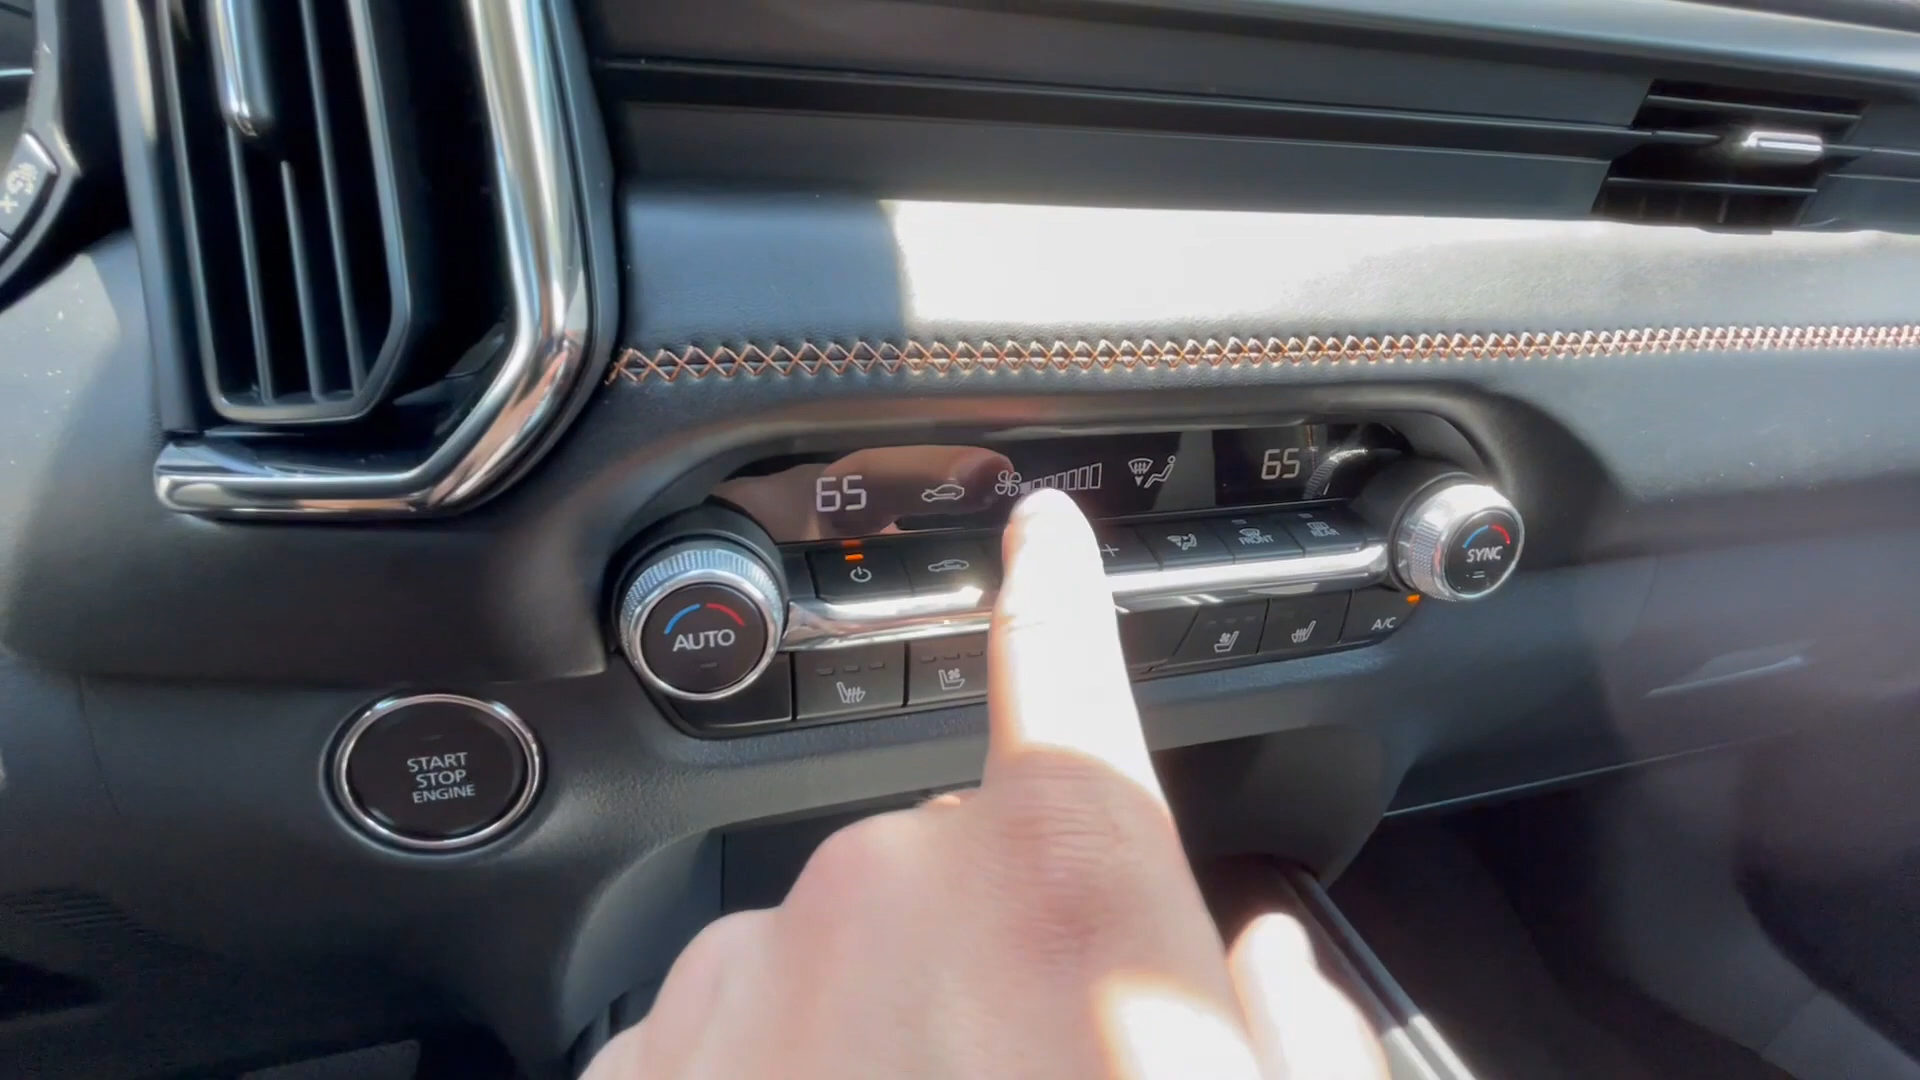 65
65
+
FRONT
REAR
AUTO
SYNC
A/C
START
STOP
ENGINE
+